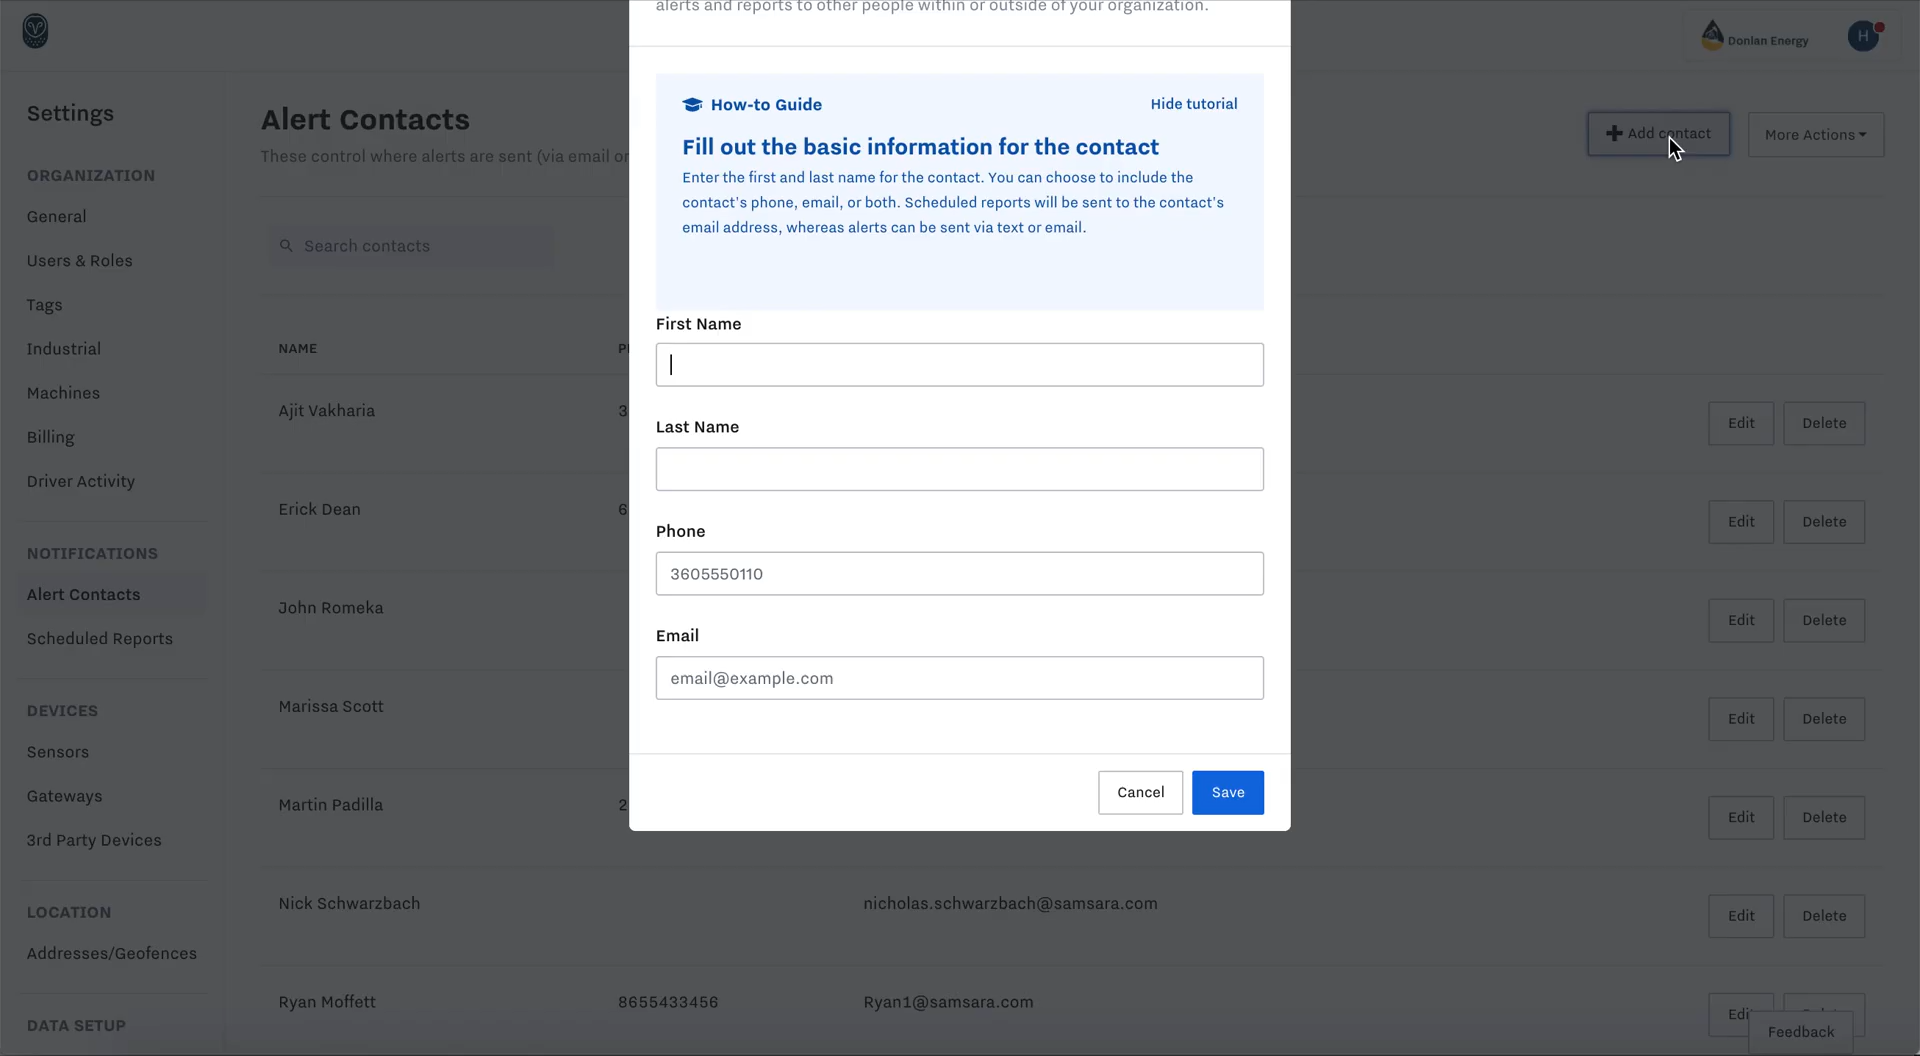 alerts and reports to other people within or outside of your organization.
Donlan Energy
H
Settings
ORGANIZATION
General
Users & Roles
Tags
Industrial
Machines
Billing
Driver Activity
NOTIFICATIONS
Alert Contacts
Scheduled Reports
DEVICES
Sensors
Gateways
3rd Party Devices
LOCATION
Addresses/Geofences
DATA SETUP
Alert Contacts
These control where alerts are sent (via email or
Add contact
More Actions
Search contacts
NAME
Ajit Vakharia 3
Edit Delete
Erick Dean 6
Edit Delete
John Romeka
Edit Delete
Marissa Scott
Edit Delete
Martin Padilla 2
Edit Delete
Nick Schwarzbach nicholas.schwarzbach@samsara.com
Edit Delete
Ryan Moffett 8655433456 Ryan1@samsara.com
How-to Guide
Hide tutorial
Fill out the basic information for the contact
Enter the first and last name for the contact. You can choose to include the
contact's phone, email, or both. Scheduled reports will be sent to the contact's
email address, whereas alerts can be sent via text or email.
First Name
Last Name
Phone
3605550110
Email
email@example.com
Cancel
Save
Feedback